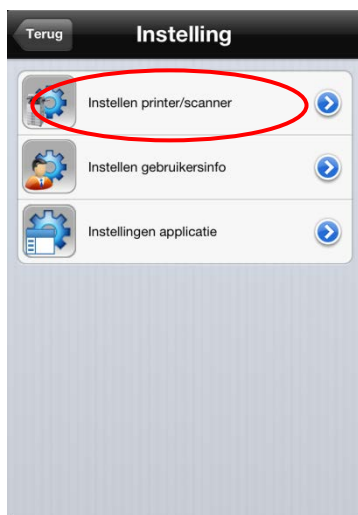 Terug
Instelling
Instellen printer/scanner
Instellen gebruikersinfo
Instellingen applicatie